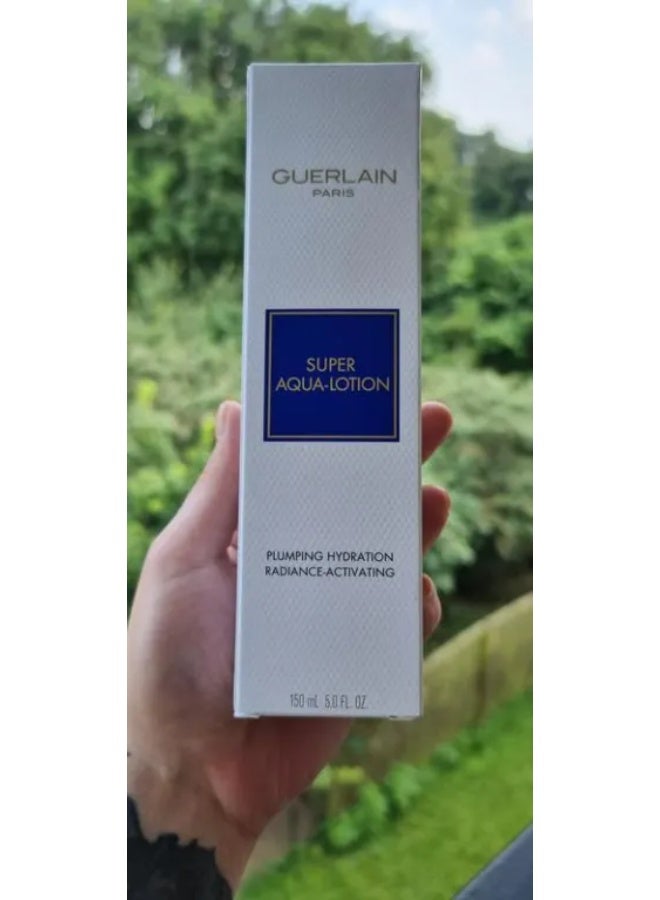 GUERLAIN
PARIS
SUPER
AQUA-LOTION
PLUMPING HYDRATION
RADIANCE-ACTIVATING
150 mL 5.0 FL. OZ.